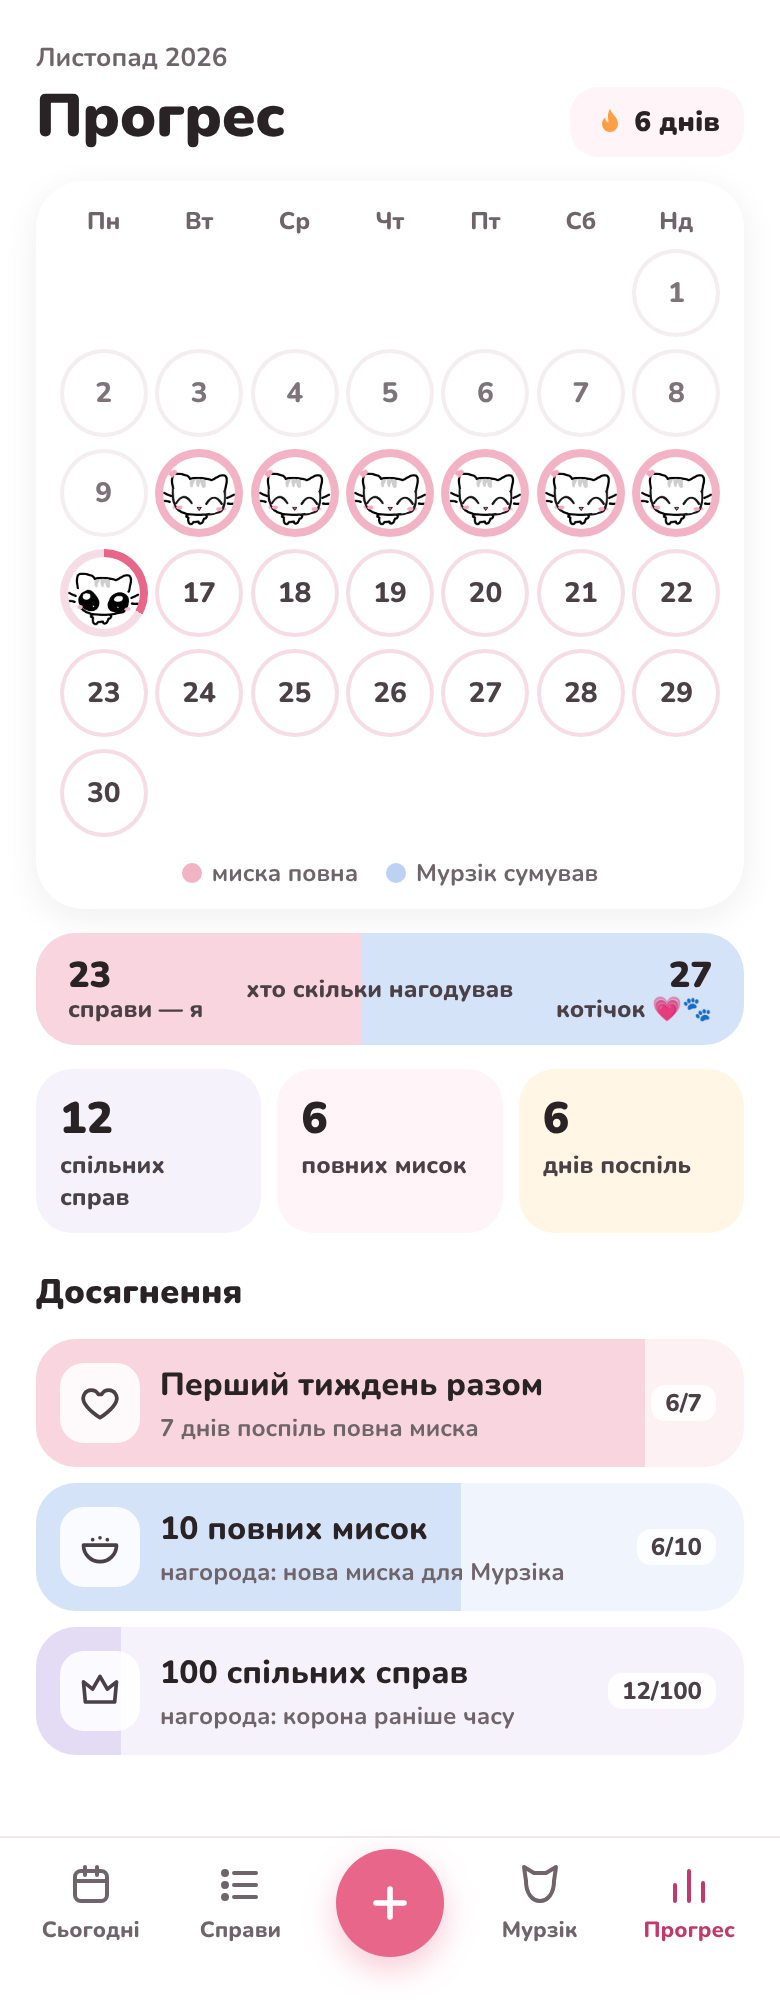 Листопад 2026
Прогрес
6 днів
Пн Вт Ср Чт Пт Сб Нд
1
2 3 4 5 6 7 8
9
17 18 19 20 21 22
23 24 25 26 27 28 29
30
миска повна Мурзік сумував
23
справи — я
хто скільки нагодував
27
котічок 💗🐾
12
спільних
справ
6
повних мисок
6
днів поспіль
Досягнення
Перший тиждень разом
7 днів поспіль повна миска
6/7
10 повних мисок
нагорода: нова миска для Мурзіка
6/10
100 спільних справ
нагорода: корона раніше часу
12/100
Сьогодні Справи Мурзік Прогрес